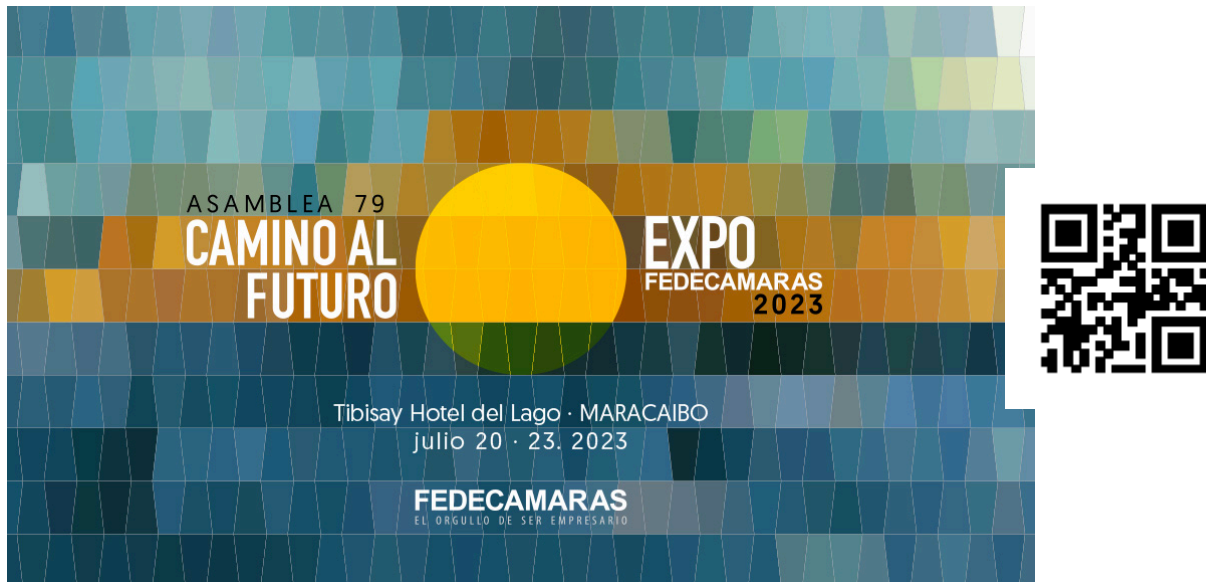 ASAMBLEA 79
CAMINO AL
FUTURO
EXPO
FEDECAMARAS
2023
Tibisay Hotel del Lago · MARACAIBO
julio 20 · 23. 2023
FEDECAMARAS
EL ORGULLO DE SER EMPRESARIO